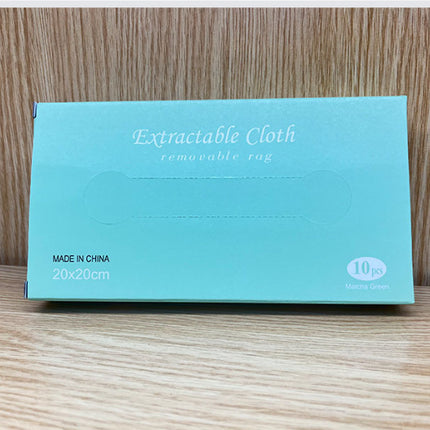 Extractable Cloth
removable rag
MADE IN CHINA
20x20cm
10pcs
Matcha Green